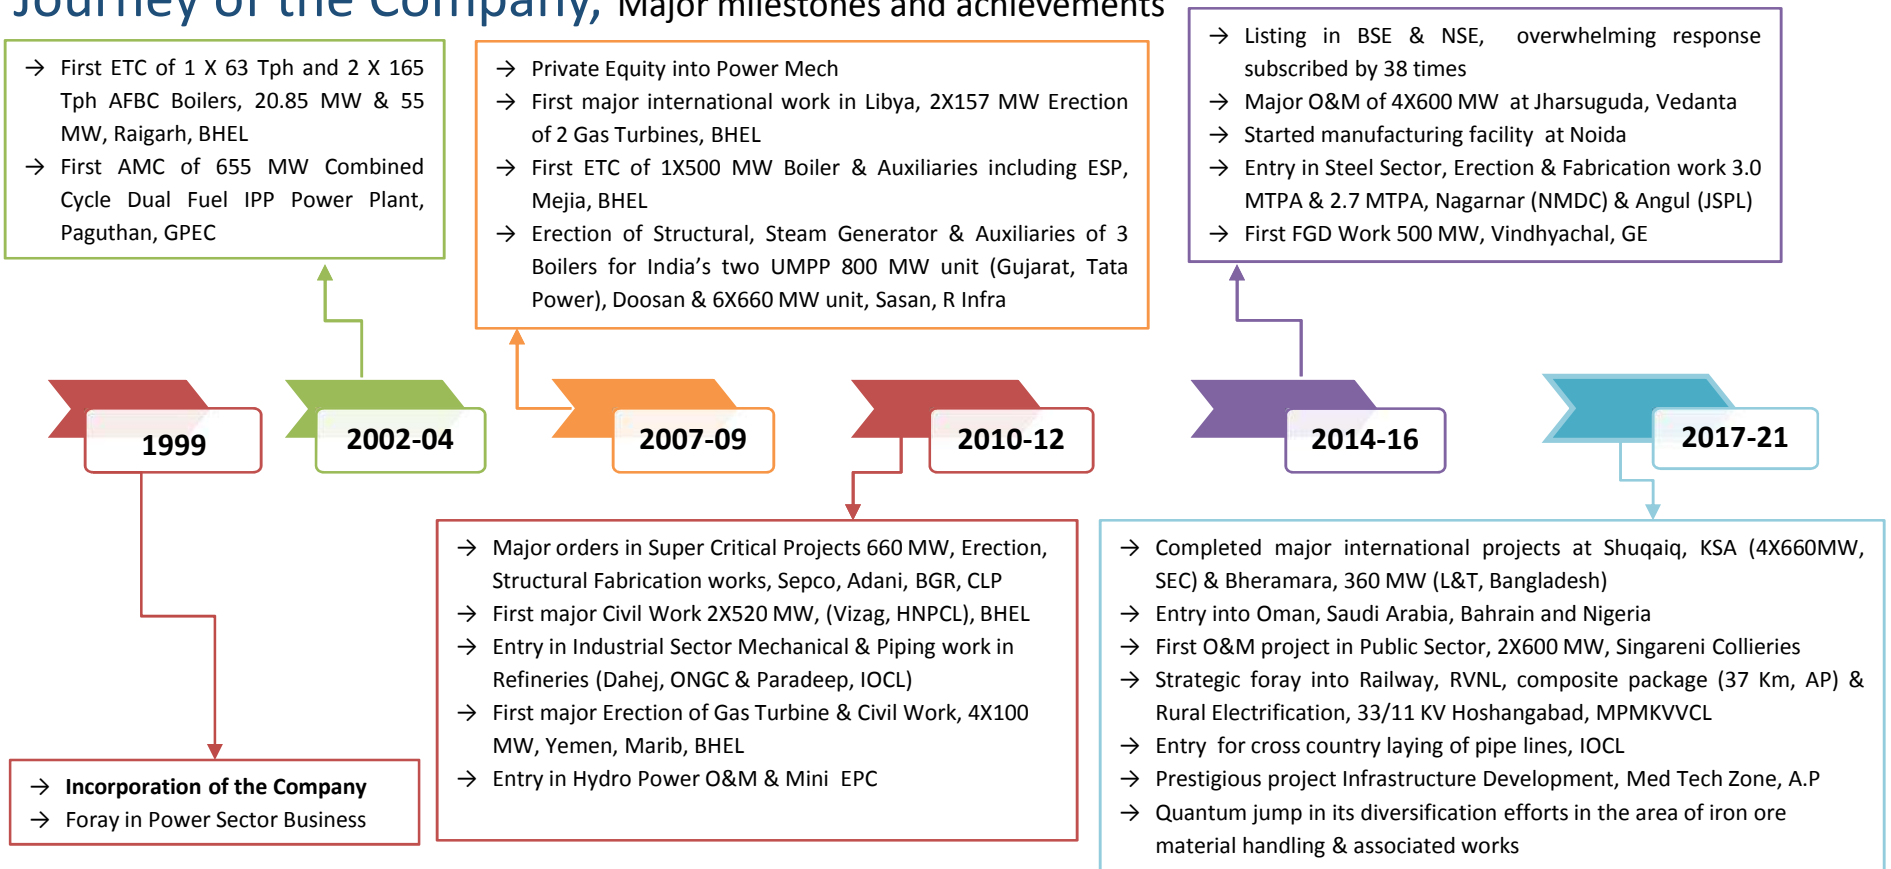 Journey of the Company, Major milestones and achievements
→ First ETC of 1 X 63 Tph and 2 X 165
Tph AFBC Boilers, 20.85 MW & 55
MW, Raigarh, BHEL
→ First AMC of 655 MW Combined
Cycle Dual Fuel IPP Power Plant,
Paguthan, GPEC
→ Private Equity into Power Mech
→ First major international work in Libya, 2X157 MW Erection
of 2 Gas Turbines, BHEL
→ First ETC of 1X500 MW Boiler & Auxiliaries including ESP,
Mejia, BHEL
→ Erection of Structural, Steam Generator & Auxiliaries of 3
Boilers for India’s two UMPP 800 MW unit (Gujarat, Tata
Power), Doosan & 6X660 MW unit, Sasan, R Infra
→ Listing in BSE & NSE, overwhelming response
subscribed by 38 times
→ Major O&M of 4X600 MW at Jharsuguda, Vedanta
→ Started manufacturing facility at Noida
→ Entry in Steel Sector, Erection & Fabrication work 3.0
MTPA & 2.7 MTPA, Nagarnar (NMDC) & Angul (JSPL)
→ First FGD Work 500 MW, Vindhyachal, GE
1999
2002-04
2007-09
2010-12
2014-16
2017-21
→ Incorporation of the Company
→ Foray in Power Sector Business
→ Major orders in Super Critical Projects 660 MW, Erection,
Structural Fabrication works, Sepco, Adani, BGR, CLP
→ First major Civil Work 2X520 MW, (Vizag, HNPCL), BHEL
→ Entry in Industrial Sector Mechanical & Piping work in
Refineries (Dahej, ONGC & Paradeep, IOCL)
→ First major Erection of Gas Turbine & Civil Work, 4X100
MW, Yemen, Marib, BHEL
→ Entry in Hydro Power O&M & Mini EPC
→ Completed major international projects at Shuqaiq, KSA (4X660MW,
SEC) & Bheramara, 360 MW (L&T, Bangladesh)
→ Entry into Oman, Saudi Arabia, Bahrain and Nigeria
→ First O&M project in Public Sector, 2X600 MW, Singareni Collieries
→ Strategic foray into Railway, RVNL, composite package (37 Km, AP) &
Rural Electrification, 33/11 KV Hoshangabad, MPMKVVCL
→ Entry for cross country laying of pipe lines, IOCL
→ Prestigious project Infrastructure Development, Med Tech Zone, A.P
→ Quantum jump in its diversification efforts in the area of iron ore
material handling & associated works